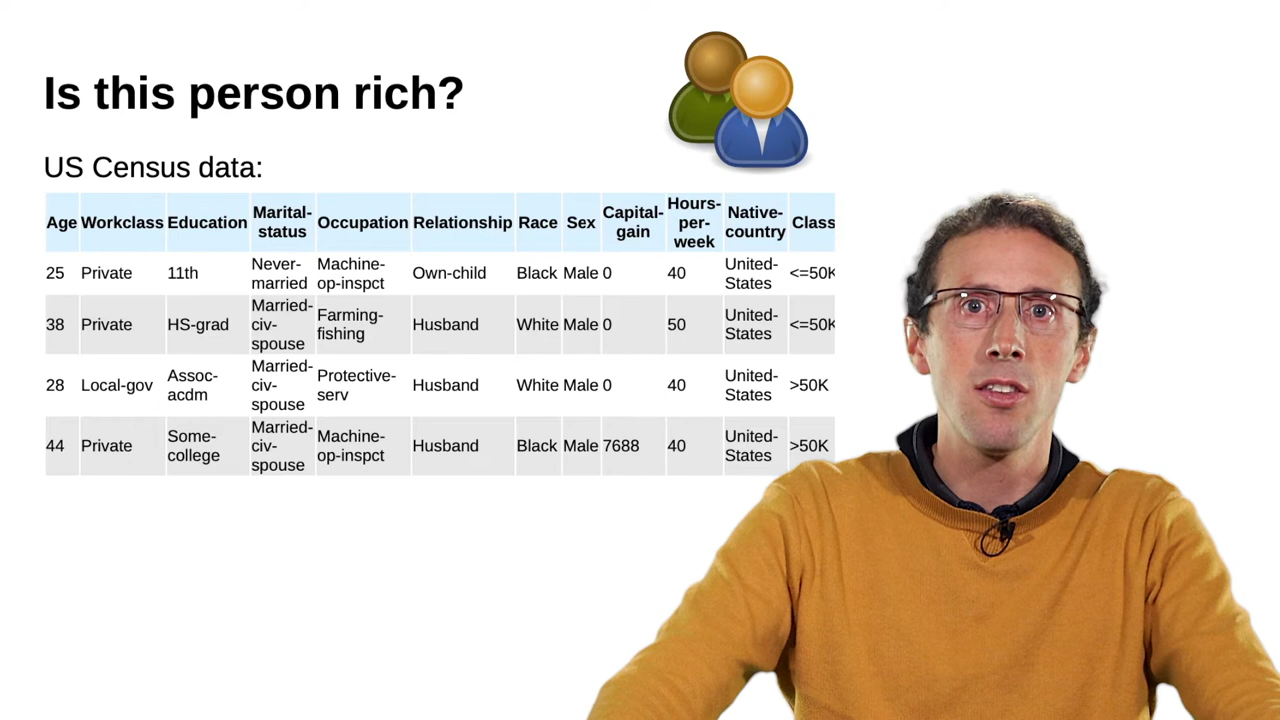 Is this person rich?
US Census data:
Age Workclass Education Marital-status Occupation Relationship Race Sex Capital-gain Hours-per-week Native-country Class
25 Private 11th Never-married Machine-op-inspct Own-child Black Male 0 40 United-States <=50K
38 Private HS-grad Married-civ-spouse Farming-fishing Husband White Male 0 50 United-States <=50K
28 Local-gov Assoc-acdm Married-civ-spouse Protective-serv Husband White Male 0 40 United-States >50K
44 Private Some-college Married-civ-spouse Machine-op-inspct Husband Black Male 7688 40 United-States >50K